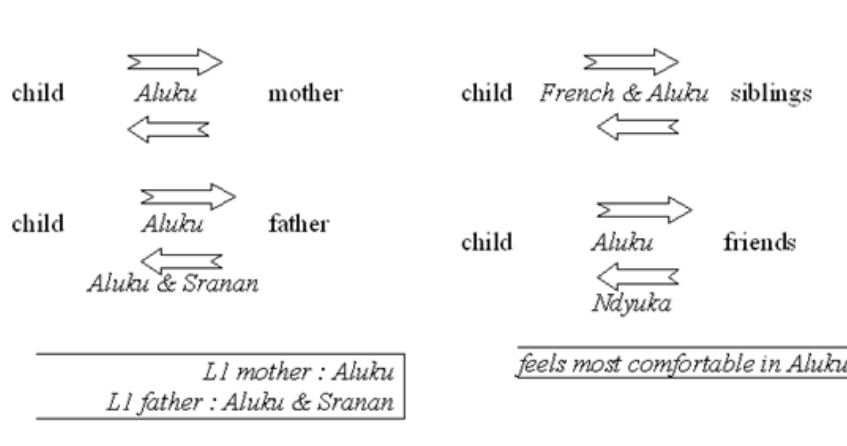 child Aluku mother
child Aluku father
Aluku & Sranan
L1 mother : Aluku
L1 father : Aluku & Sranan
child French & Aluku siblings
child Aluku friends
Ndyuka
feels most comfortable in Aluku